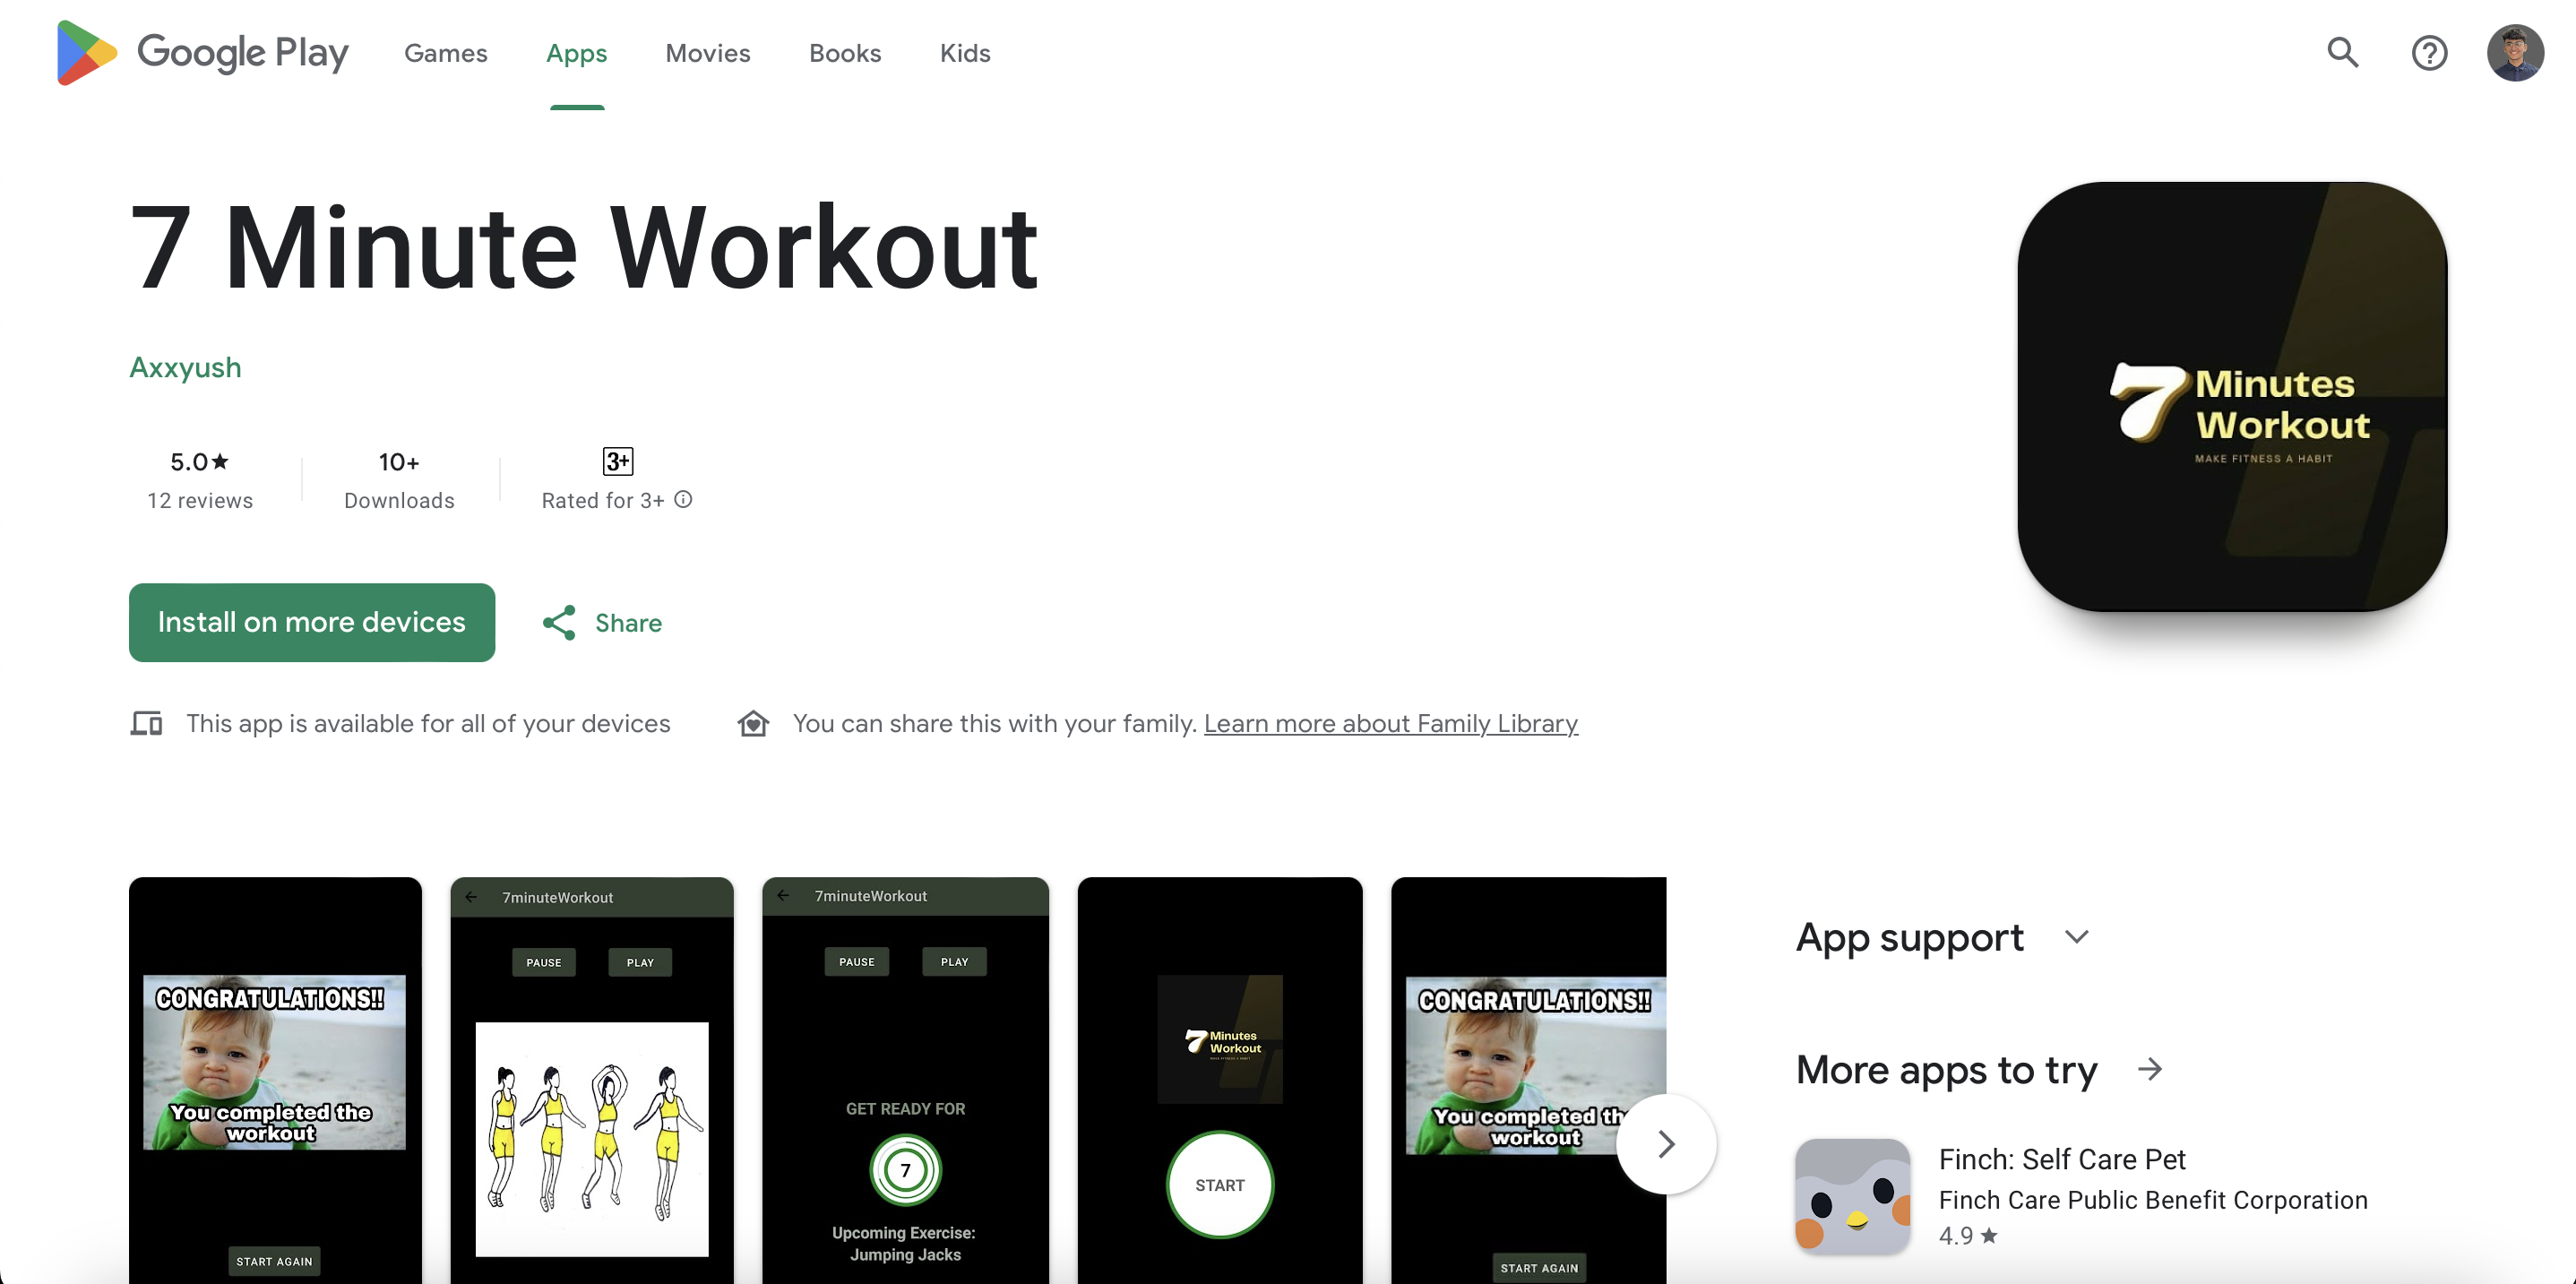 Google Play
Games
Apps
Movies
Books
Kids
7 Minute Workout
Axxyush
5.0★
12 reviews
10+
Downloads
3+
Rated for 3+
Install on more devices
Share
This app is available for all of your devices
You can share this with your family. Learn more about Family Library
7 Minutes
Workout
MAKE FITNESS A HABIT
CONGRATULATIONS!!
You completed the
workout
START AGAIN
7minuteWorkout
PAUSE
PLAY
7minuteWorkout
PAUSE
PLAY
GET READY FOR
7
Upcoming Exercise:
Jumping Jacks
7 Minutes
Workout
START
CONGRATULATIONS!!
You completed th
workout
START AGAIN
App support
More apps to try
Finch: Self Care Pet
Finch Care Public Benefit Corporation
4.9 ★